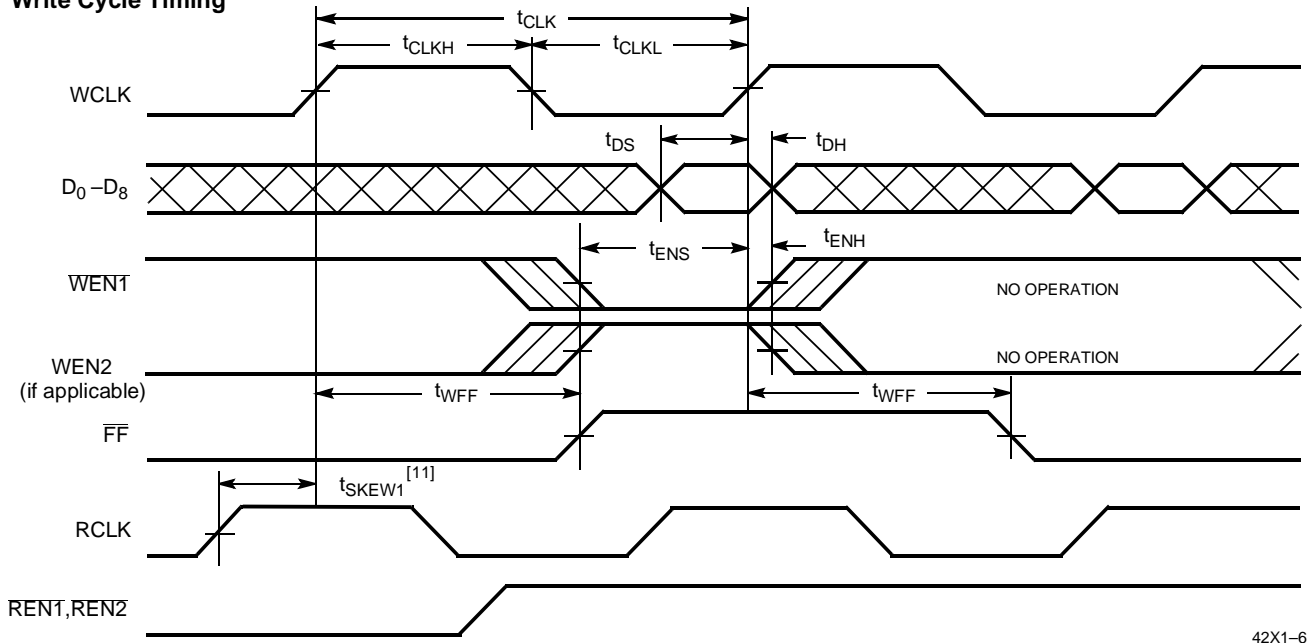 Write Cycle Timing
tCLK
tCLKH
tCLKL
WCLK
tDS
tDH
D0 –D8
tENS
tENH
WEN1
NO OPERATION
WEN2
(if applicable)
NO OPERATION
tWFF
tWFF
FF
tSKEW1[11]
RCLK
REN1,REN2
42X1–6